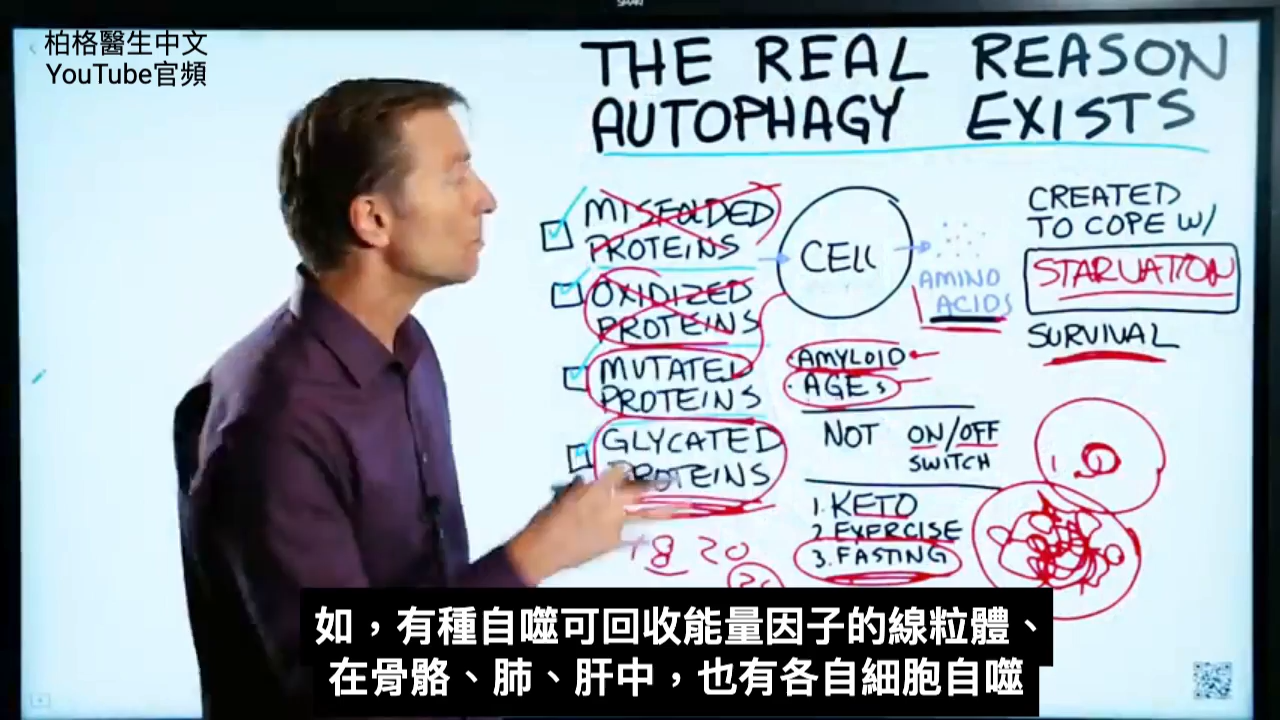 柏格醫生中文
YouTube官頻
THE REAL REASON
AUTOPHAGY EXISTS
MISFOLDED
PROTEINS
OXIDIZED
PROTEINS
MUTATED
PROTEINS
GLYCATED
PROTEINS
18 20
CELL
AMINO
ACIDS
CREATED
TO COPE W/
STARVATION
SURVIVAL
AMYLOID
AGEs
NOT ON/OFF
SWITCH
1. KETO
2 EXERCISE
3. FASTING
如，有種自噬可回收能量因子的線粒體、
在骨骼、肺、肝中，也有各自細胞自噬